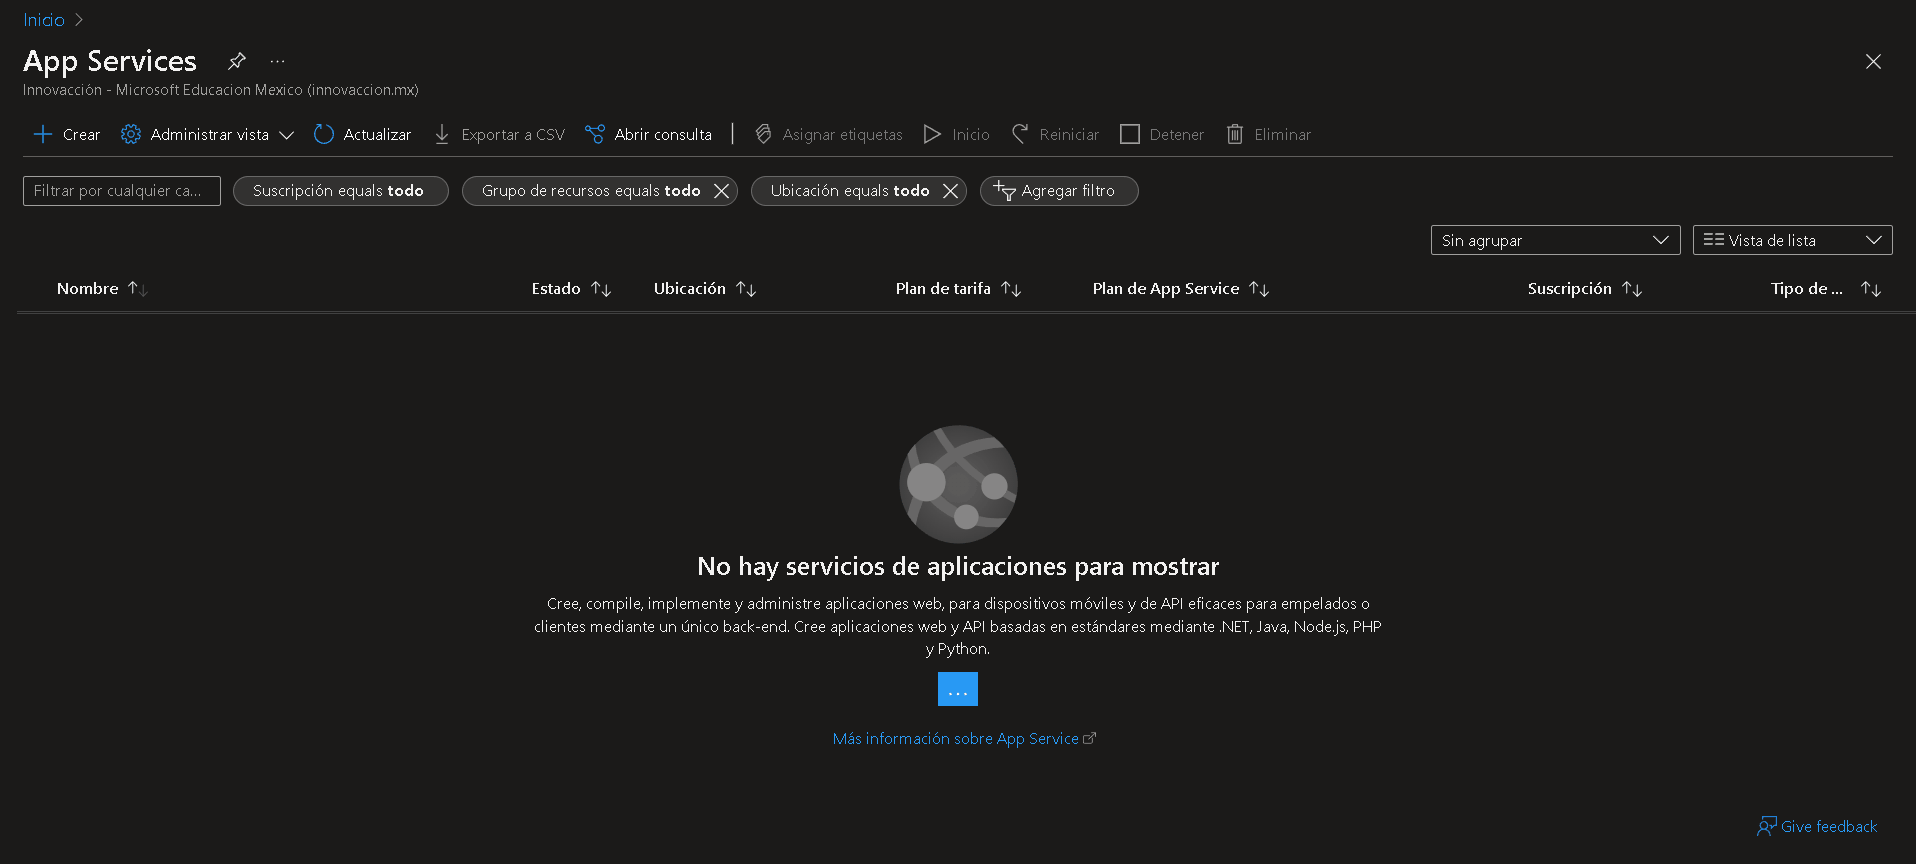 Inicio
App Services ...
Innovacción - Microsoft Educacion Mexico (innovaccion.mx)
Crear Administrar vista Actualizar Exportar a CSV Abrir consulta Asignar etiquetas Inicio Reiniciar Detener Eliminar
Filtrar por cualquier ca... Suscripción equals todo Grupo de recursos equals todo Ubicación equals todo Agregar filtro
Sin agrupar Vista de lista
Nombre Estado Ubicación Plan de tarifa Plan de App Service Suscripción Tipo de ...
No hay servicios de aplicaciones para mostrar
Cree, compile, implemente y administre aplicaciones web, para dispositivos móviles y de API eficaces para empelados o
clientes mediante un único back-end. Cree aplicaciones web y API basadas en estándares mediante .NET, Java, Node.js, PHP
y Python.
...
Más información sobre App Service
Give feedback